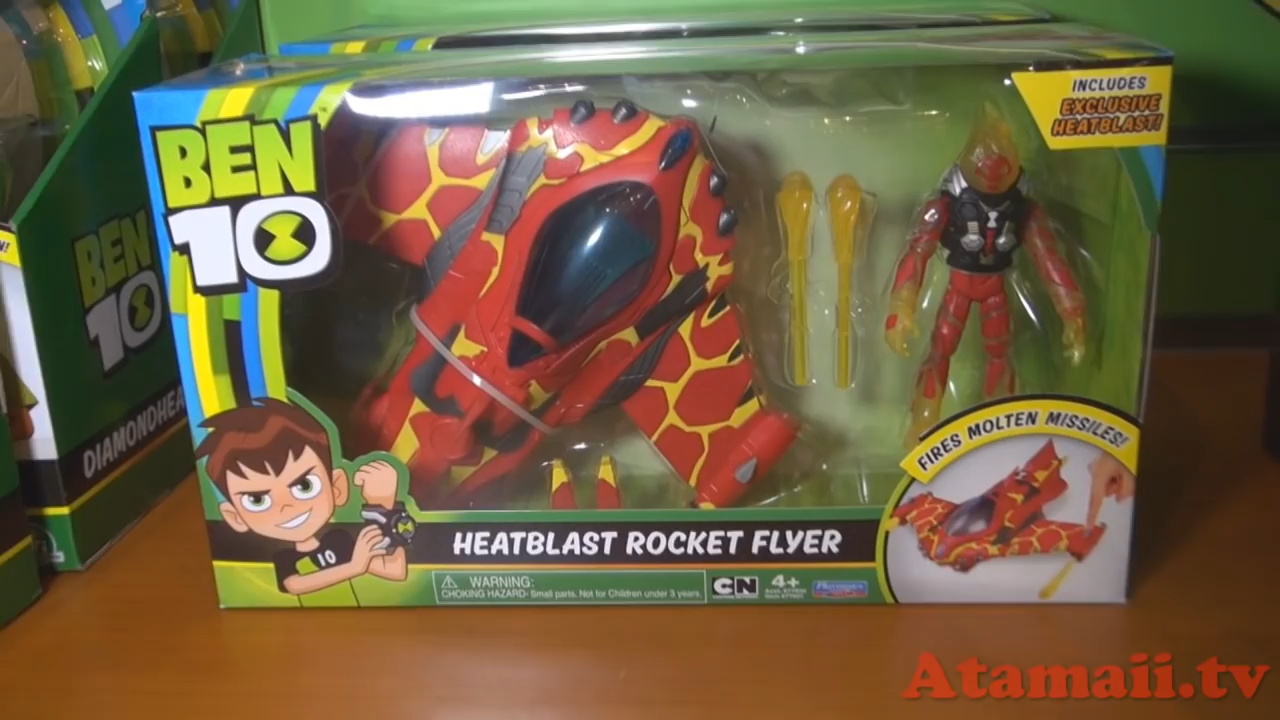 BEN
10
INCLUDES
EXCLUSIVE
HEATBLAST!
BEN
10
DIAMONDHEA
FIRES MOLTEN MISSILES!
10
HEATBLAST ROCKET FLYER
WARNING:
CHOKING HAZARD- Small parts. Not for Children under 3 years.
CN
4+
Atamaii.tv